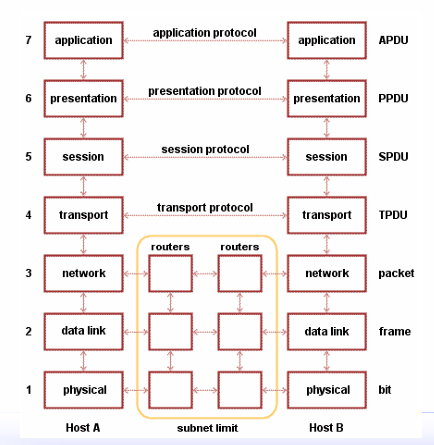 7 application application protocol application APDU
6 presentation presentation protocol presentation PPDU
5 session session protocol session SPDU
4 transport transport protocol transport TPDU
routers routers
3 network network packet
2 data link data link frame
1 physical physical bit
Host A subnet limit Host B